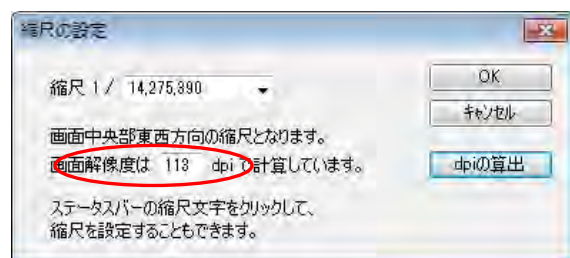 縮尺の設定
縮尺 1 / 14,275,390
OK
キャンセル
画面中央部東西方向の縮尺となります。
画面解像度は 113 dpi で計算しています。
dpiの算出
ステータスバーの縮尺文字をクリックして、
縮尺を設定することもできます。